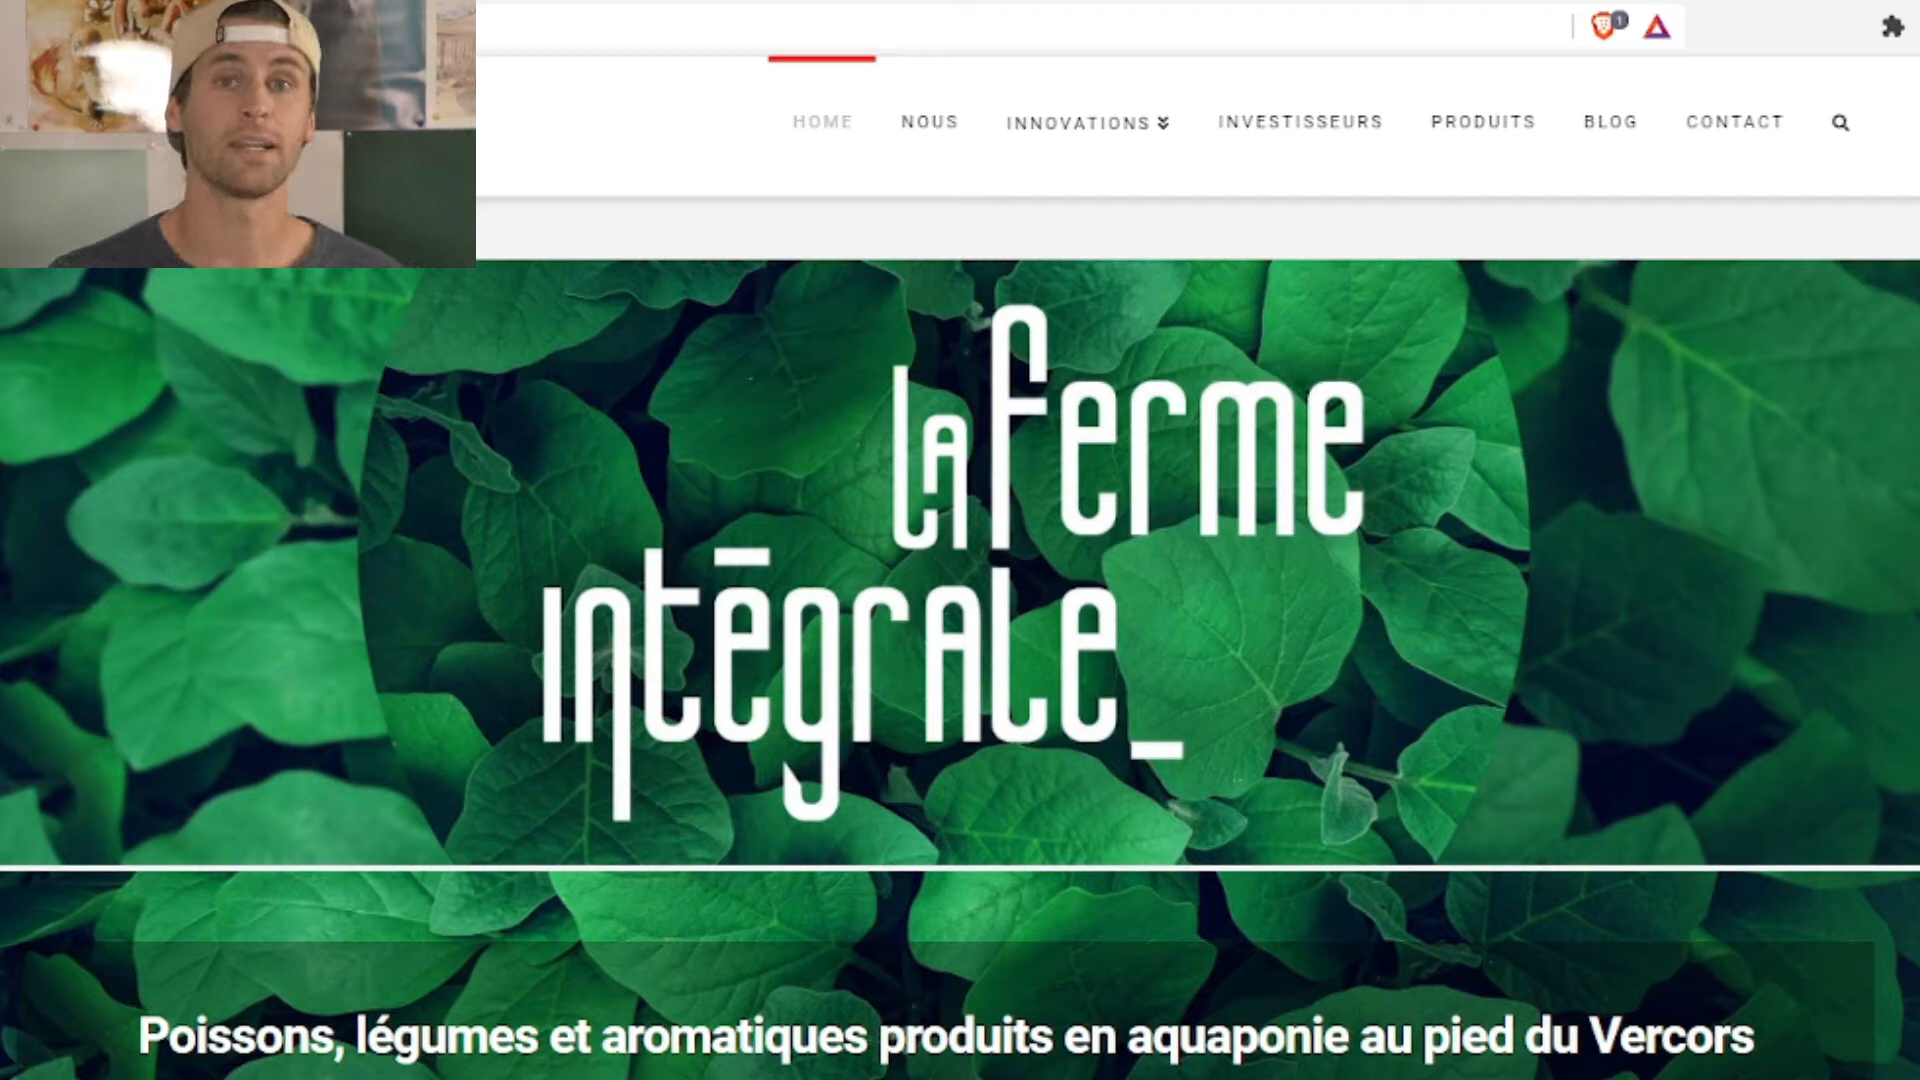 1
HOME NOUS INNOVATIONS INVESTISSEURS PRODUITS BLOG CONTACT
LA ferme
intēgrAle_
Poissons, légumes et aromatiques produits en aquaponie au pied du Vercors